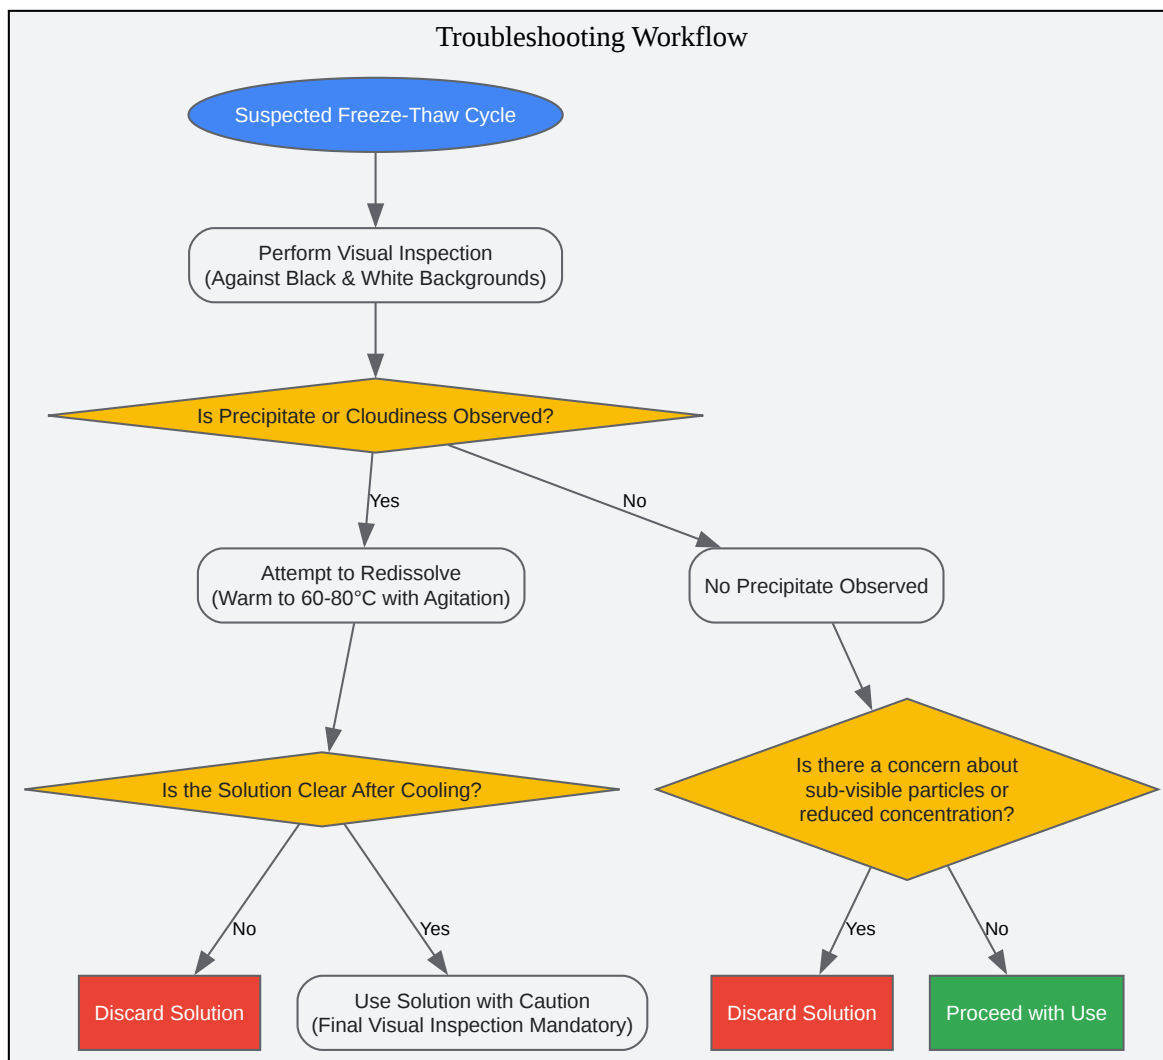 Troubleshooting Workflow
Suspected Freeze-Thaw Cycle
Perform Visual Inspection
(Against Black & White Backgrounds)
Is Precipitate or Cloudiness Observed?
Yes
No
Attempt to Redissolve
(Warm to 60-80°C with Agitation)
No Precipitate Observed
Is the Solution Clear After Cooling?
Is there a concern about
sub-visible particles or
reduced concentration?
No
Yes
Yes
No
Discard Solution
Use Solution with Caution
(Final Visual Inspection Mandatory)
Discard Solution
Proceed with Use